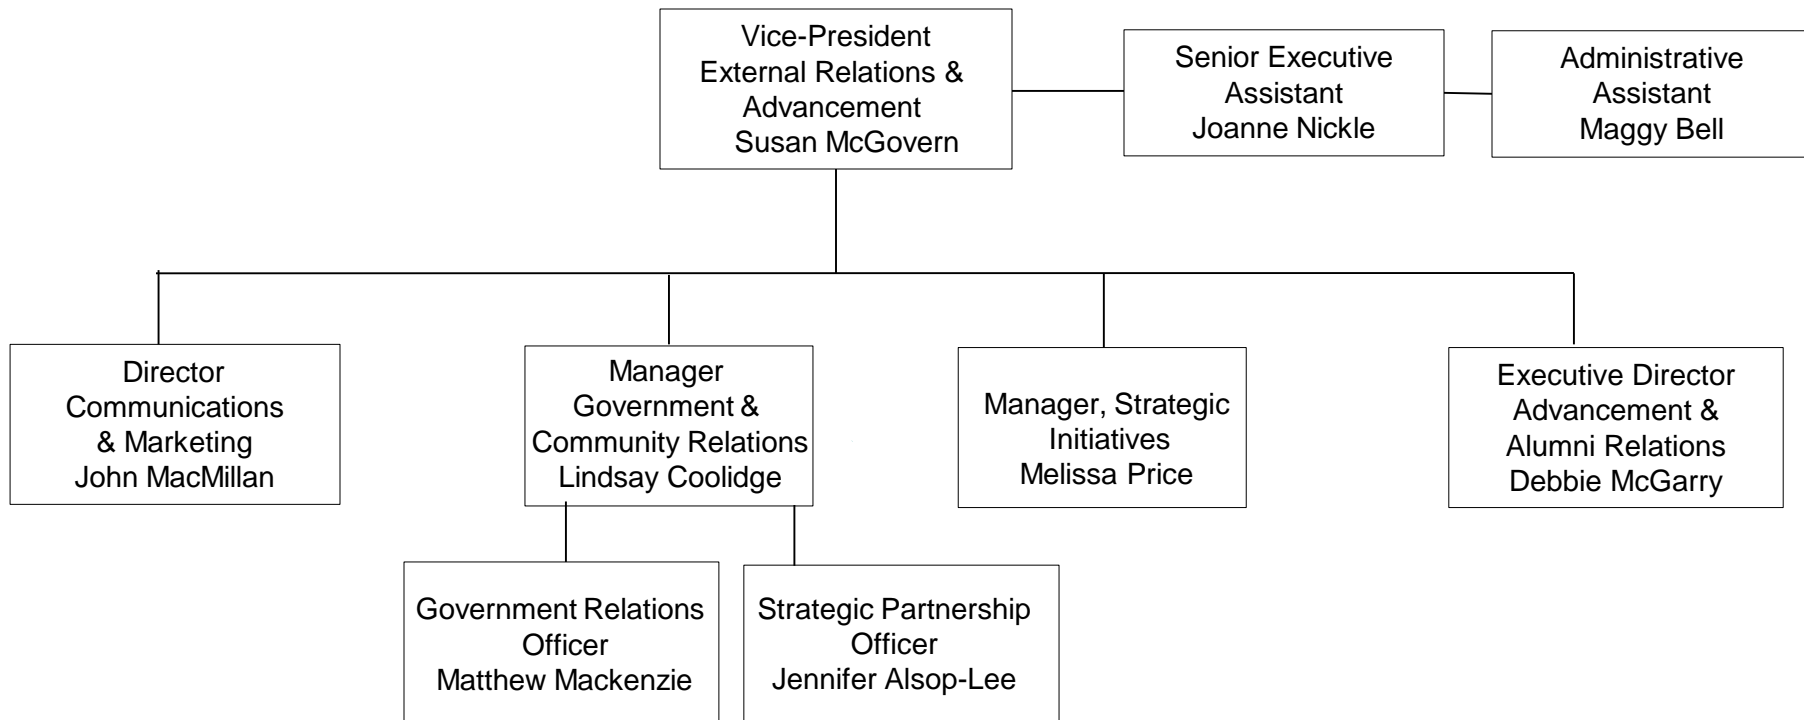 Vice-President
External Relations &
Advancement
Susan McGovern
Senior Executive
Assistant
Joanne Nickle
Administrative
Assistant
Maggy Bell
Director
Communications
& Marketing
John MacMillan
Manager
Government &
Community Relations
Lindsay Coolidge
Manager, Strategic
Initiatives
Melissa Price
Executive Director
Advancement &
Alumni Relations
Debbie McGarry
Government Relations
Officer
Matthew Mackenzie
Strategic Partnership
Officer
Jennifer Alsop-Lee